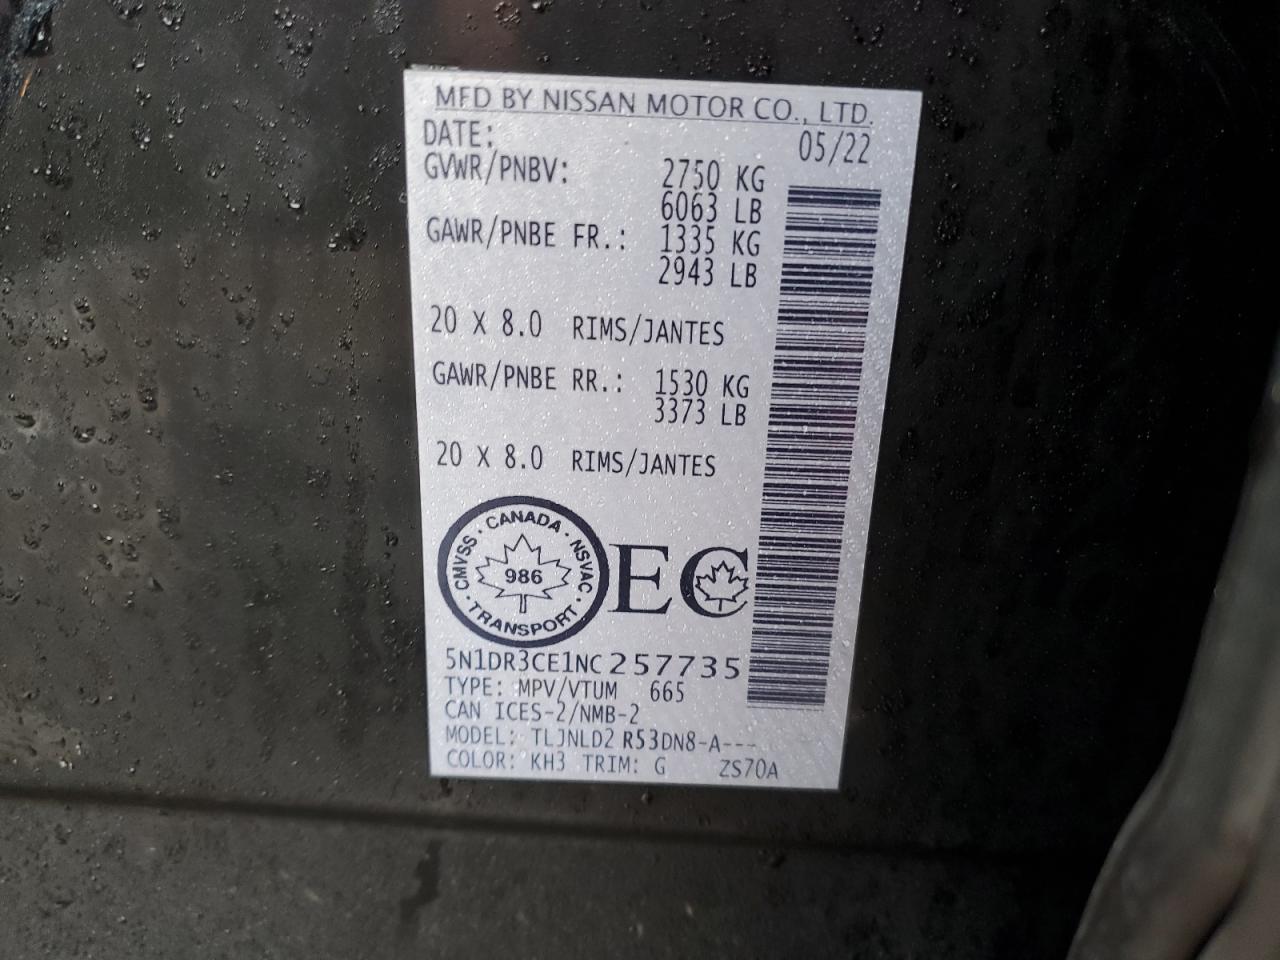 MFD BY NISSAN MOTOR CO., LTD.
DATE: 05/22
GVWR/PNBV: 2750 KG
6063 LB
GAWR/PNBE FR.: 1335 KG
2943 LB
20 X 8.0 RIMS/JANTES
GAWR/PNBE RR.: 1530 KG
3373 LB
20 X 8.0 RIMS/JANTES
CMVSS · CANADA · NSVAC · TRANSPORT ·
986
EC
5N1DR3CE1NC257735
TYPE: MPV/VTUM 665
CAN ICES-2/NMB-2
MODEL: TLJNLD2 R53DN8-A---
COLOR: KH3 TRIM: G ZS70A